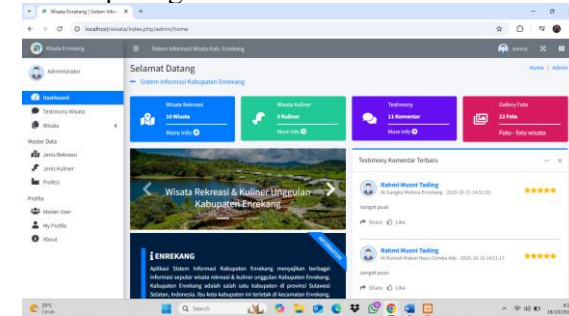 Wisata Enrekang | Sistem Info
localhost/wisata/index.php/admin/home
Wisata Enrekang
Sistem Informasi Wisata Kab. Enrekang
ammy
Administrator
Selamat Datang
Sistem Informasi Kabupaten Enrekang
Home / Admin
Dashboard
Testimony Wisata
Wisata
Master Data
Jenis Rekreasi
Jenis Kuliner
Profesi
Profile
Master User
My Profile
About
Wisata Rekreasi
10 Wisata
More Info
Wisata Kuliner
3 Kuliner
More Info
Testimony
11 Komentar
More Info
Gallery Foto
22 Foto
Foto - foto wisata
Wisata Rekreasi & Kuliner Unggulan
Kabupaten Enrekang
INFORMATION
ENREKANG
Aplikasi Sistem Informasi Kabupaten Enrekang menyajikan berbagai
informasi seputar wisata rekreasi & kuliner unggulan Kabupaten Enrekang.
Kabupaten Enrekang adalah salah satu kabupaten di provinsi Sulawesi
Selatan, Indonesia. Ibu kota kabupaten ini terletak di kecamatan Enrekang.
Testimony Komentar Terbaru
Rahmi Musni Tading
sangat puas
Share Like
Rahmi Musni Tading
sangat puas
Share Like
29°C
Cerah
Search